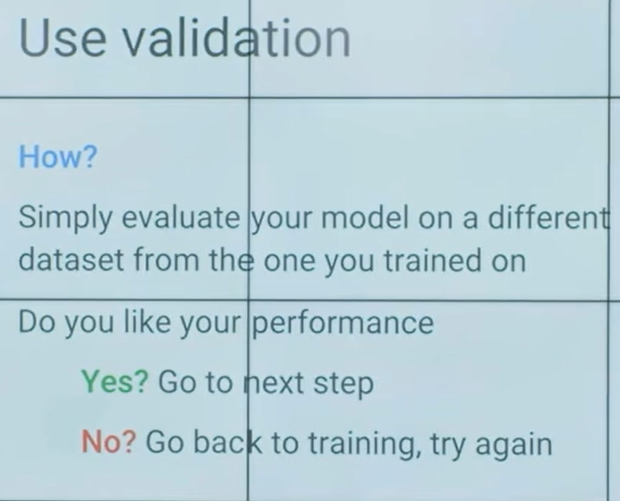 Use validation
How?
Simply evaluate your model on a different
dataset from the one you trained on
Do you like your performance
Yes? Go to next step
No? Go back to training, try again